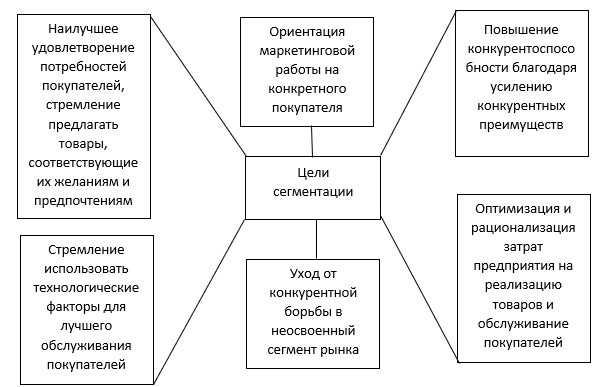 Наилучшее
удовлетворение
потребностей
покупателей,
стремление
предлагать
товары,
соответствующие
их желаниям и
предпочтениям
Ориентация
маркетинговой
работы на
конкретного
покупателя
Повышение
конкурентоспосо
бности благодаря
усилению
конкурентных
преимуществ
Цели
сегментации
Стремление
использовать
технологические
факторы для
лучшего
обслуживания
покупателей
Уход от
конкурентной
борьбы в
неосвоенный
сегмент рынка
Оптимизация и
рационализация
затрат
предприятия на
реализацию
товаров и
обслуживание
покупателей